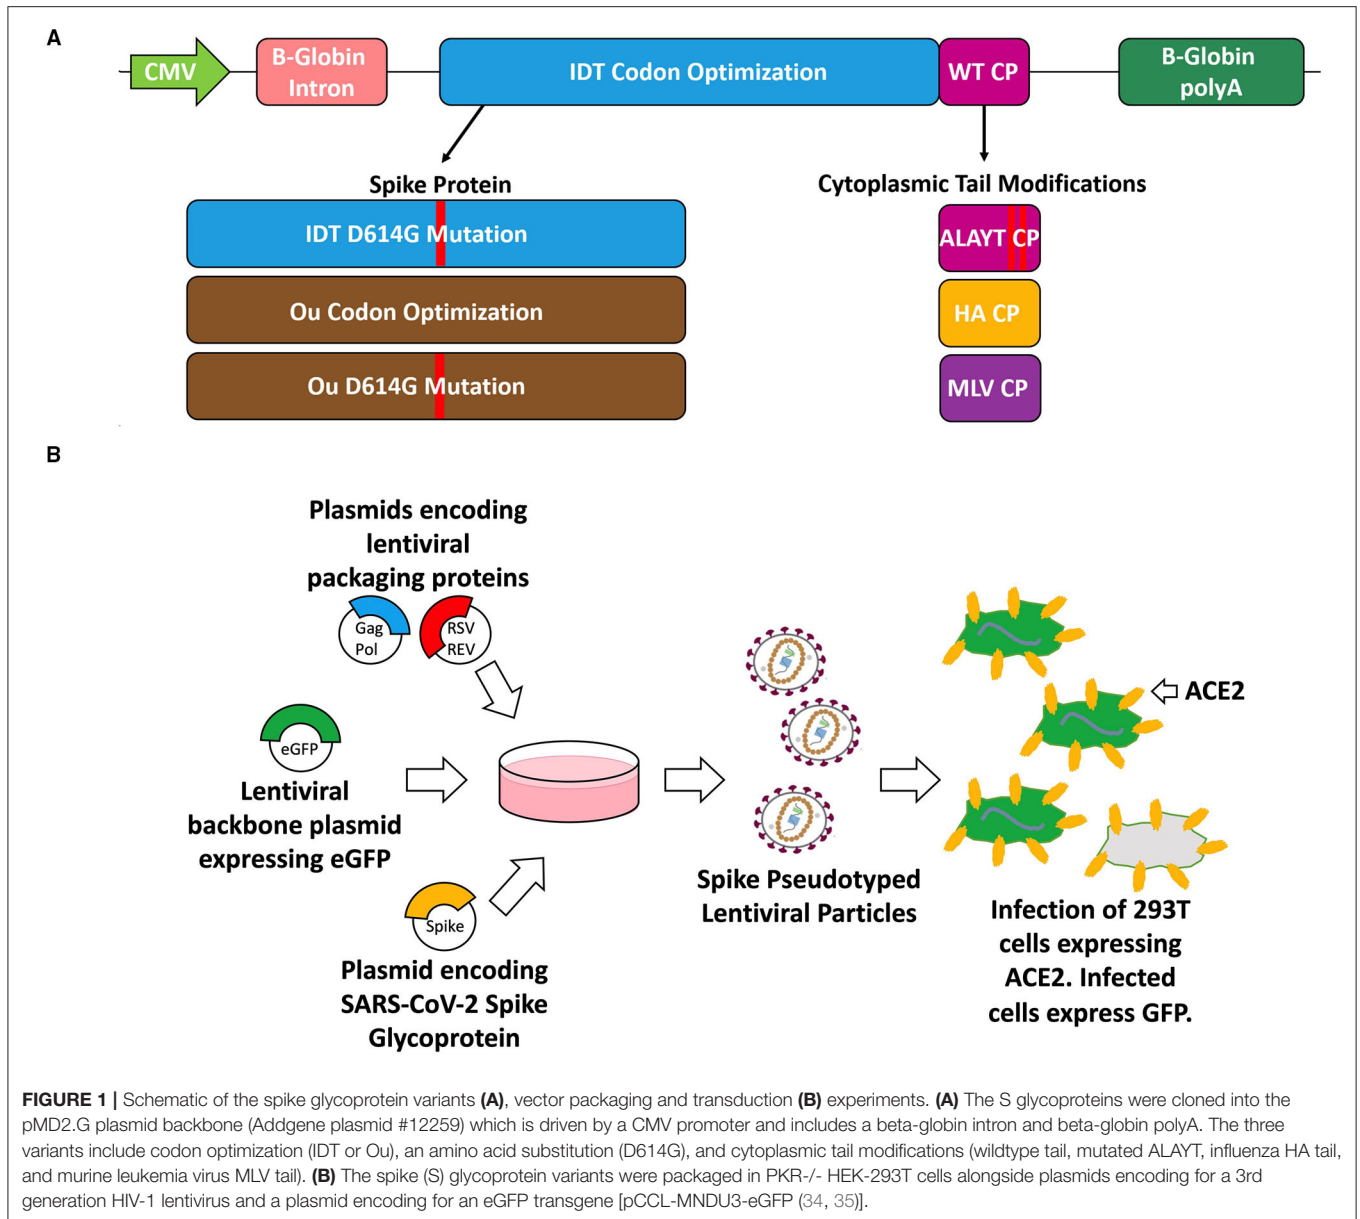 A
CMV
B-Globin
Intron
IDT Codon Optimization
WT CP
B-Globin
polyA
Spike Protein
Cytoplasmic Tail Modifications
IDT D614G Mutation
ALAYT CP
Ou Codon Optimization
HA CP
Ou D614G Mutation
MLV CP
B
Plasmids encoding
lentiviral
packaging proteins
Gag
Pol
RSV
REV
eGFP
Lentiviral
backbone plasmid
expressing eGFP
Spike
Plasmid encoding
SARS-CoV-2 Spike
Glycoprotein
Spike Pseudotyped
Lentiviral Particles
ACE2
Infection of 293T
cells expressing
ACE2. Infected
cells express GFP.
FIGURE 1 | Schematic of the spike glycoprotein variants (A), vector packaging and transduction (B) experiments. (A) The S glycoproteins were cloned into the
pMD2.G plasmid backbone (Addgene plasmid #12259) which is driven by a CMV promoter and includes a beta-globin intron and beta-globin polyA. The three
variants include codon optimization (IDT or Ou), an amino acid substitution (D614G), and cytoplasmic tail modifications (wildtype tail, mutated ALAYT, influenza HA tail,
and murine leukemia virus MLV tail). (B) The spike (S) glycoprotein variants were packaged in PKR-/- HEK-293T cells alongside plasmids encoding for a 3rd
generation HIV-1 lentivirus and a plasmid encoding for an eGFP transgene [pCCL-MNDU3-eGFP (34, 35)].